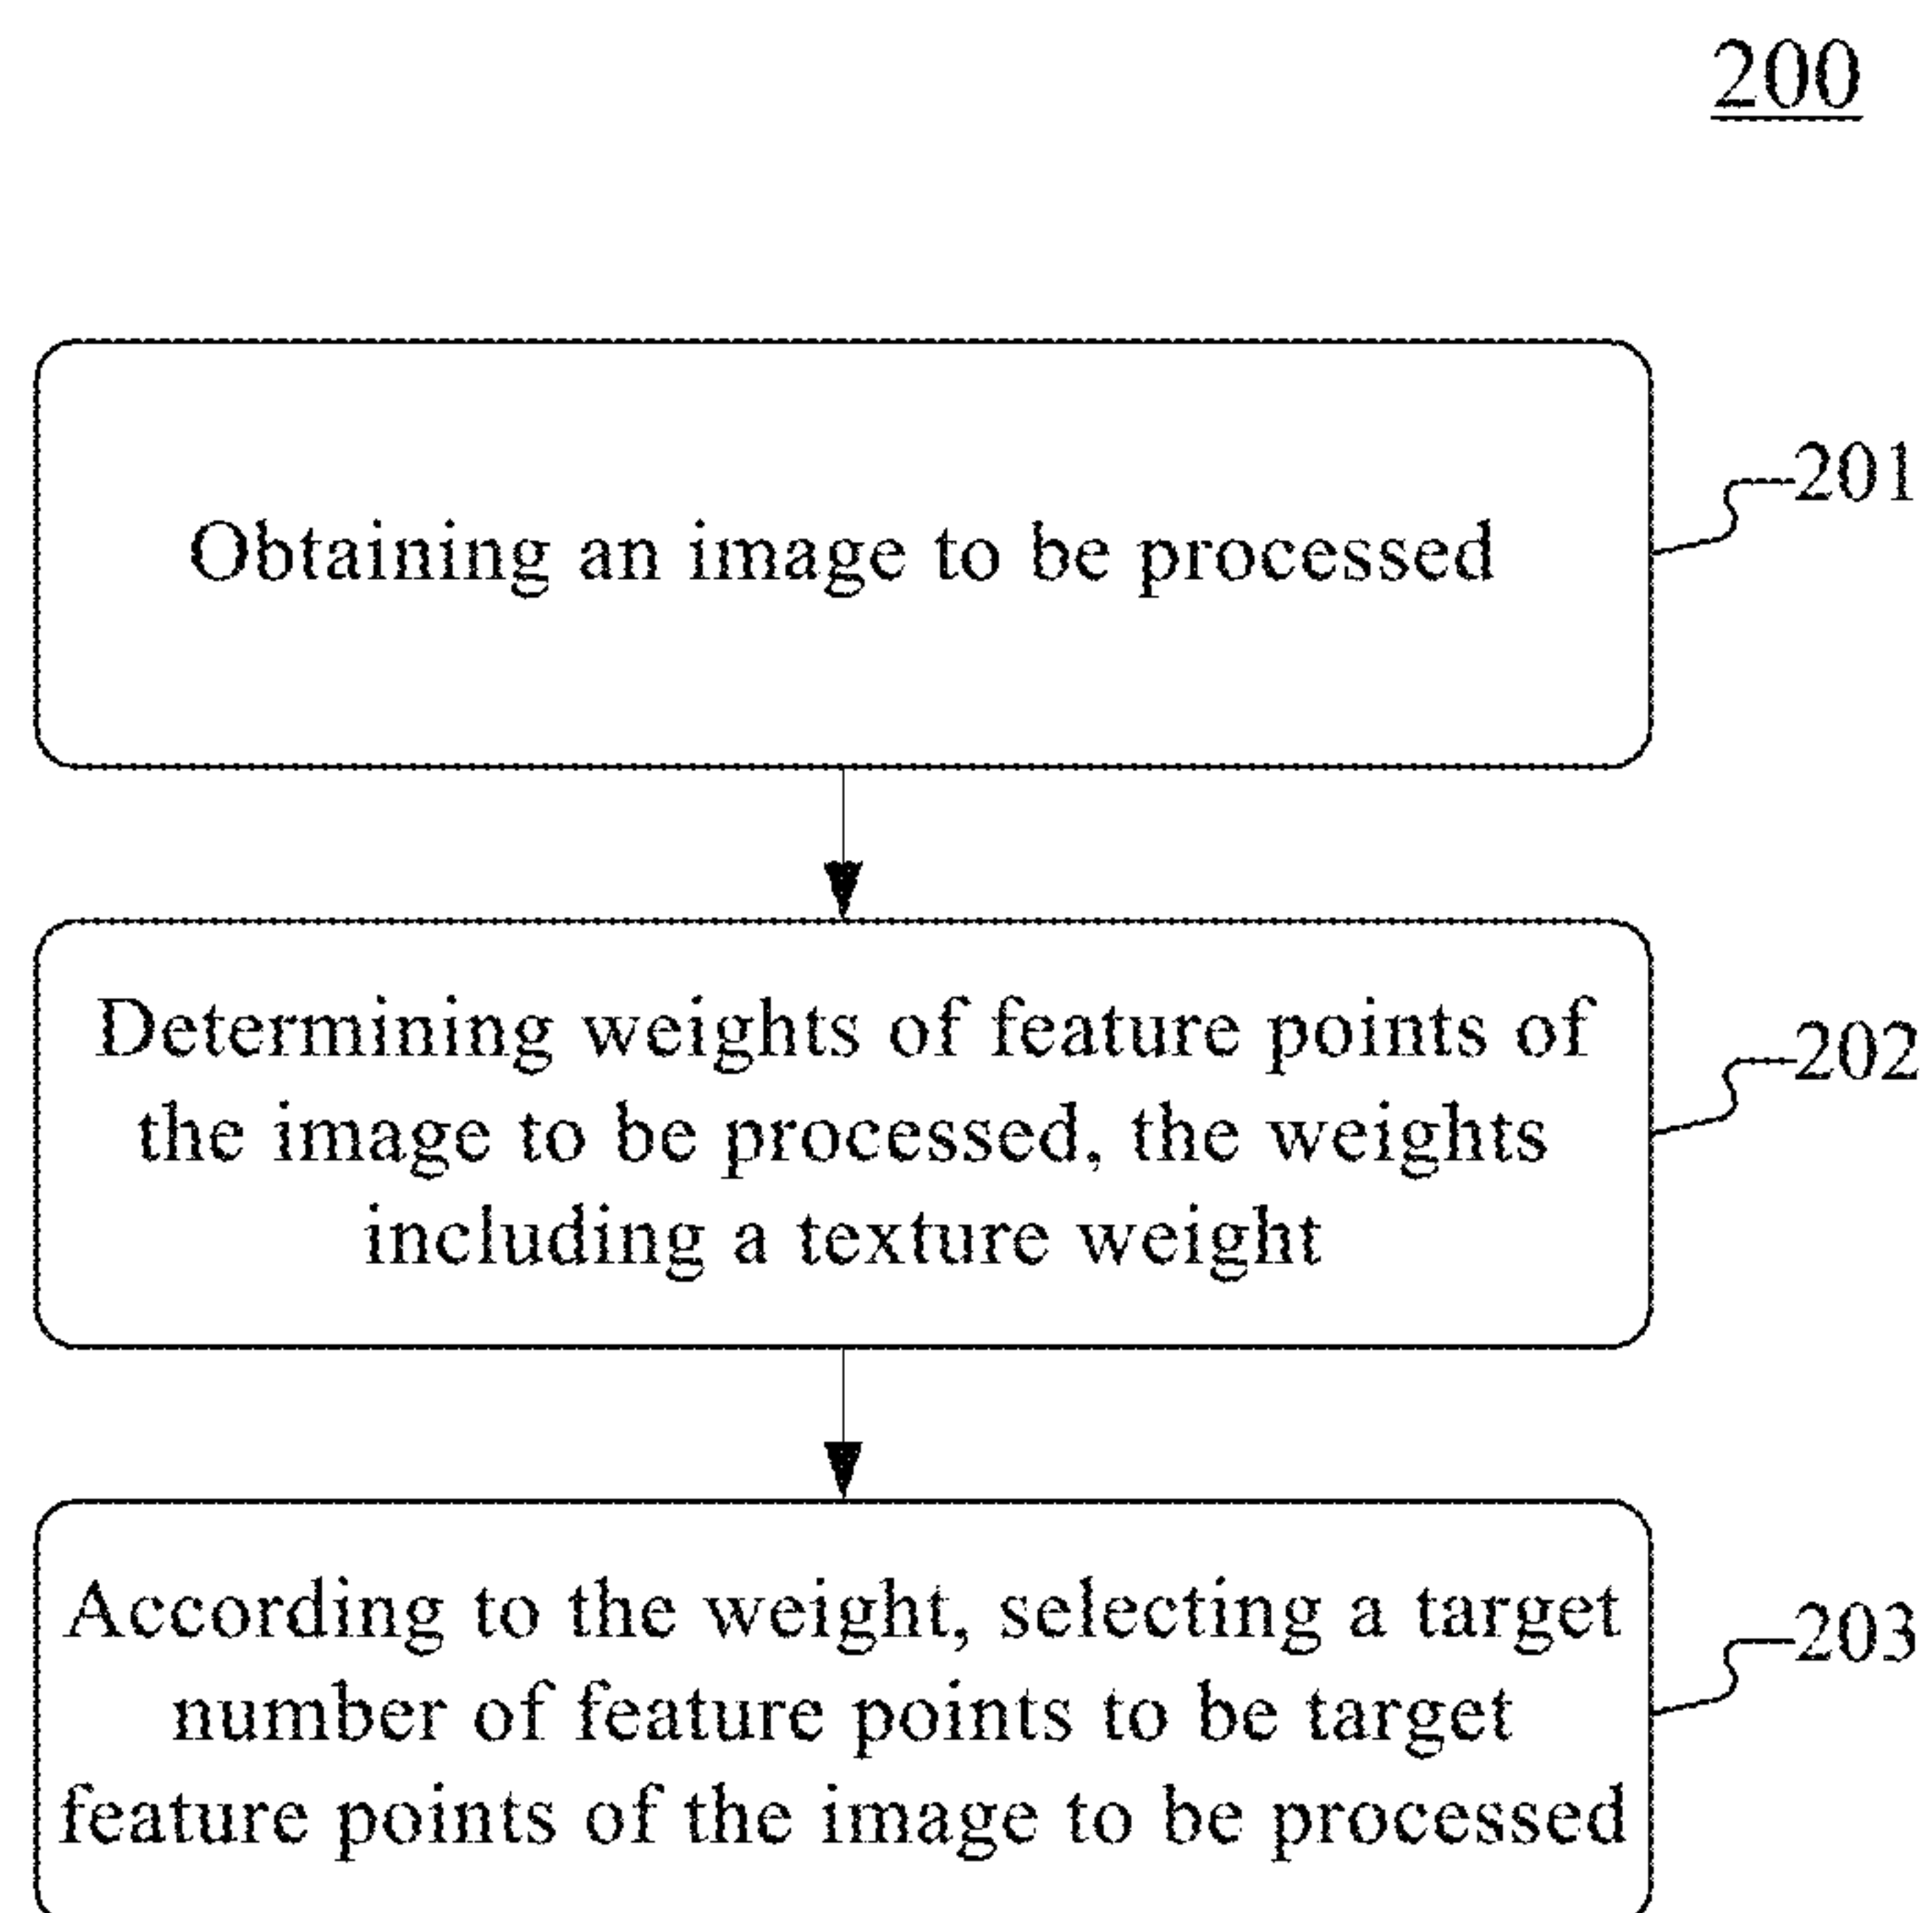 200
Obtaining an image to be processed
201
Determining weights of feature points of
the image to be processed, the weights
including a texture weight
202
According to the weight, selecting a target
number of feature points to be target
feature points of the image to be processed
203